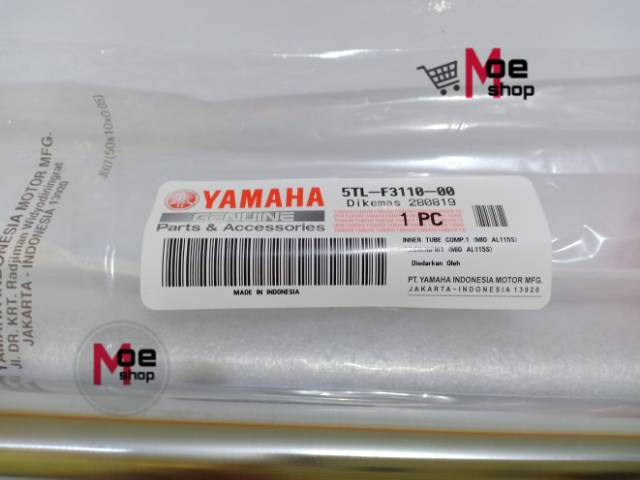 Moe
shop
YAMAHA
GENUINE
Parts & Accessories
5TL-F3110-00
Dikemas 280819
1 PC
INNER TUBE COMP.1 (MIO AL115S)
(MIO AL115S)
Diedarkan Oleh
PT. YAMAHA INDONESIA MOTOR MFG.
JAKARTA - INDONESIA 13920
MADE IN INDONESIA
INDONESIA MOTOR MFG.
JL. DR. KRT. Radjiman Widyodiningrat
JAKARTA - INDONESIA 13920
(50x10x0.05)
Moe
shop